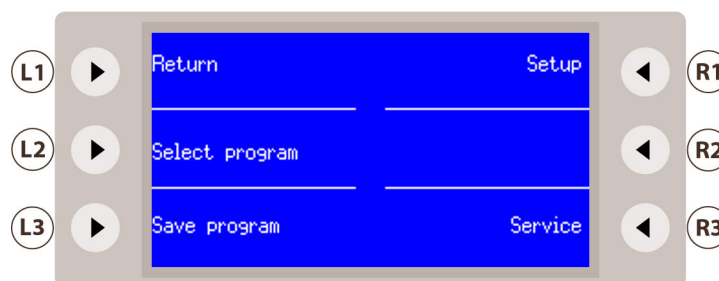 L1 Return Setup R1
L2 Select program R2
L3 Save program Service R3